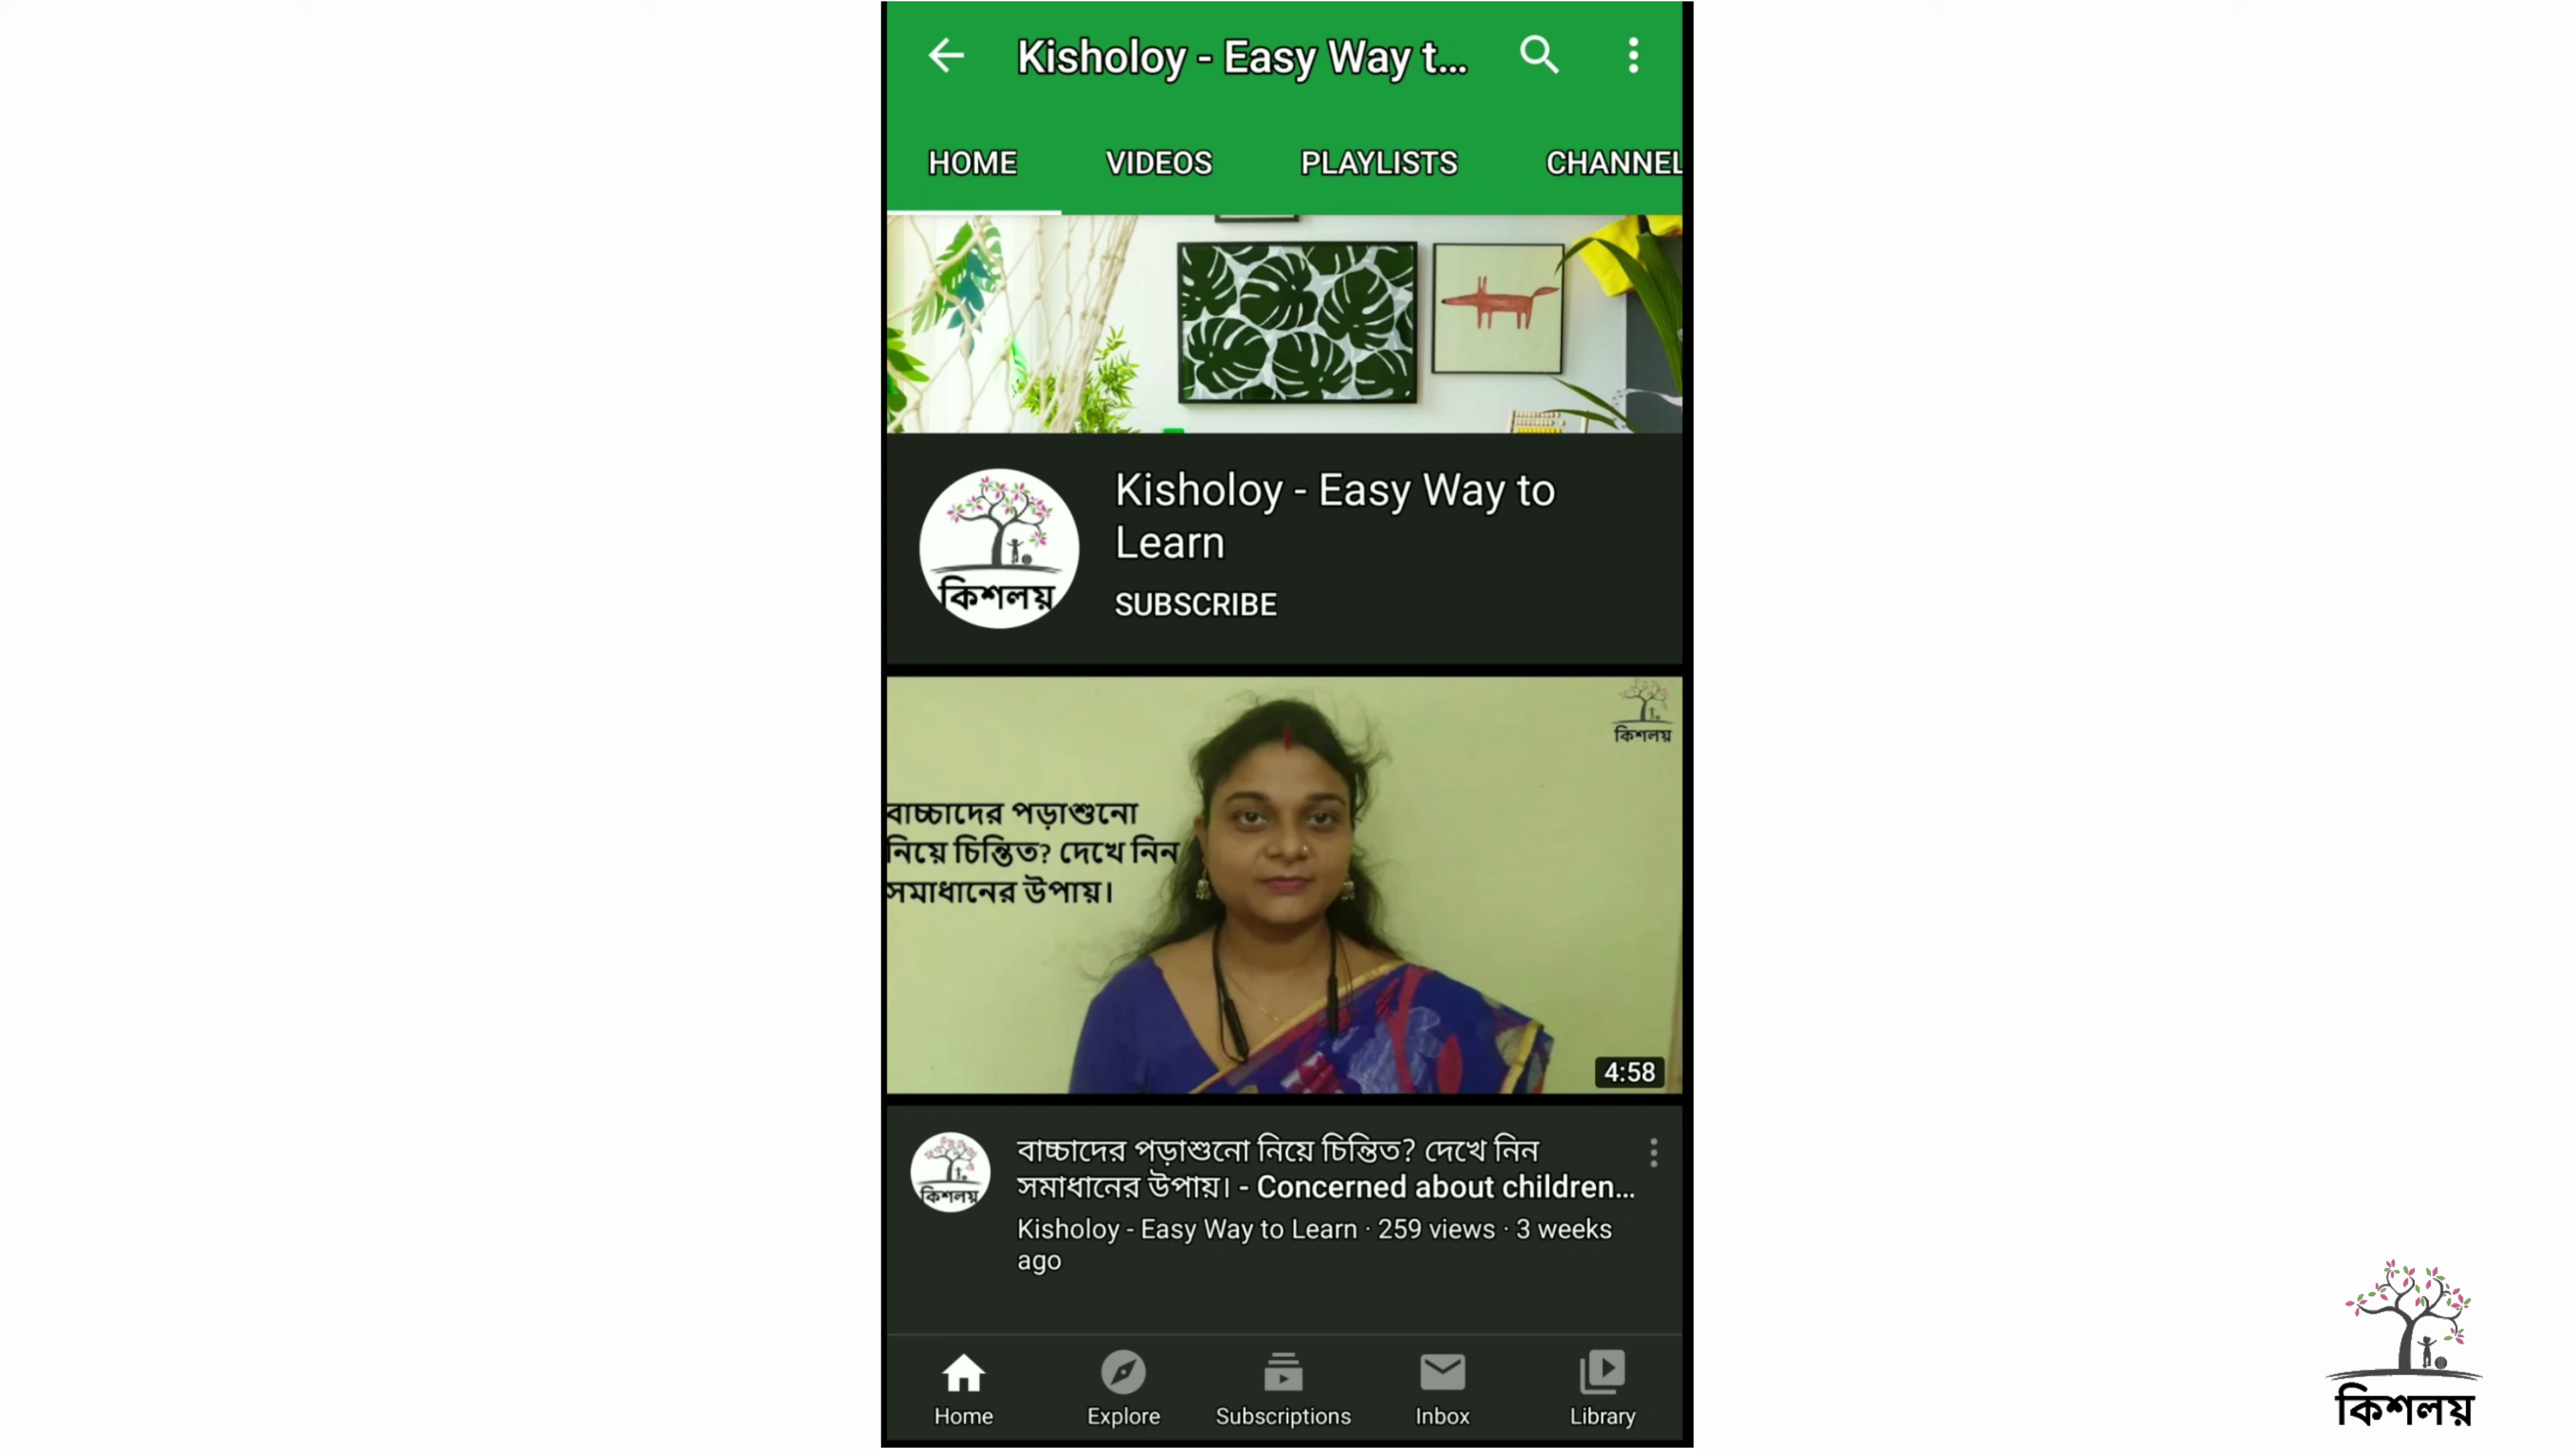 Kisholoy - Easy Way t...
HOME VIDEOS PLAYLISTS CHANNEL
Kisholoy - Easy Way to
Learn
কিশলয়
SUBSCRIBE
কিশলয়
বাচ্চাদের পড়াশুনো
নিয়ে চিন্তিত? দেখে নিন
সমাধানের উপায়।
4:58
বাচ্চাদের পড়াশুনো নিয়ে চিন্তিত? দেখে নিন
সমাধানের উপায়। - Concerned about children...
কিশলয়
Kisholoy - Easy Way to Learn · 259 views · 3 weeks
ago
Home Explore Subscriptions Inbox Library
কিশলয়